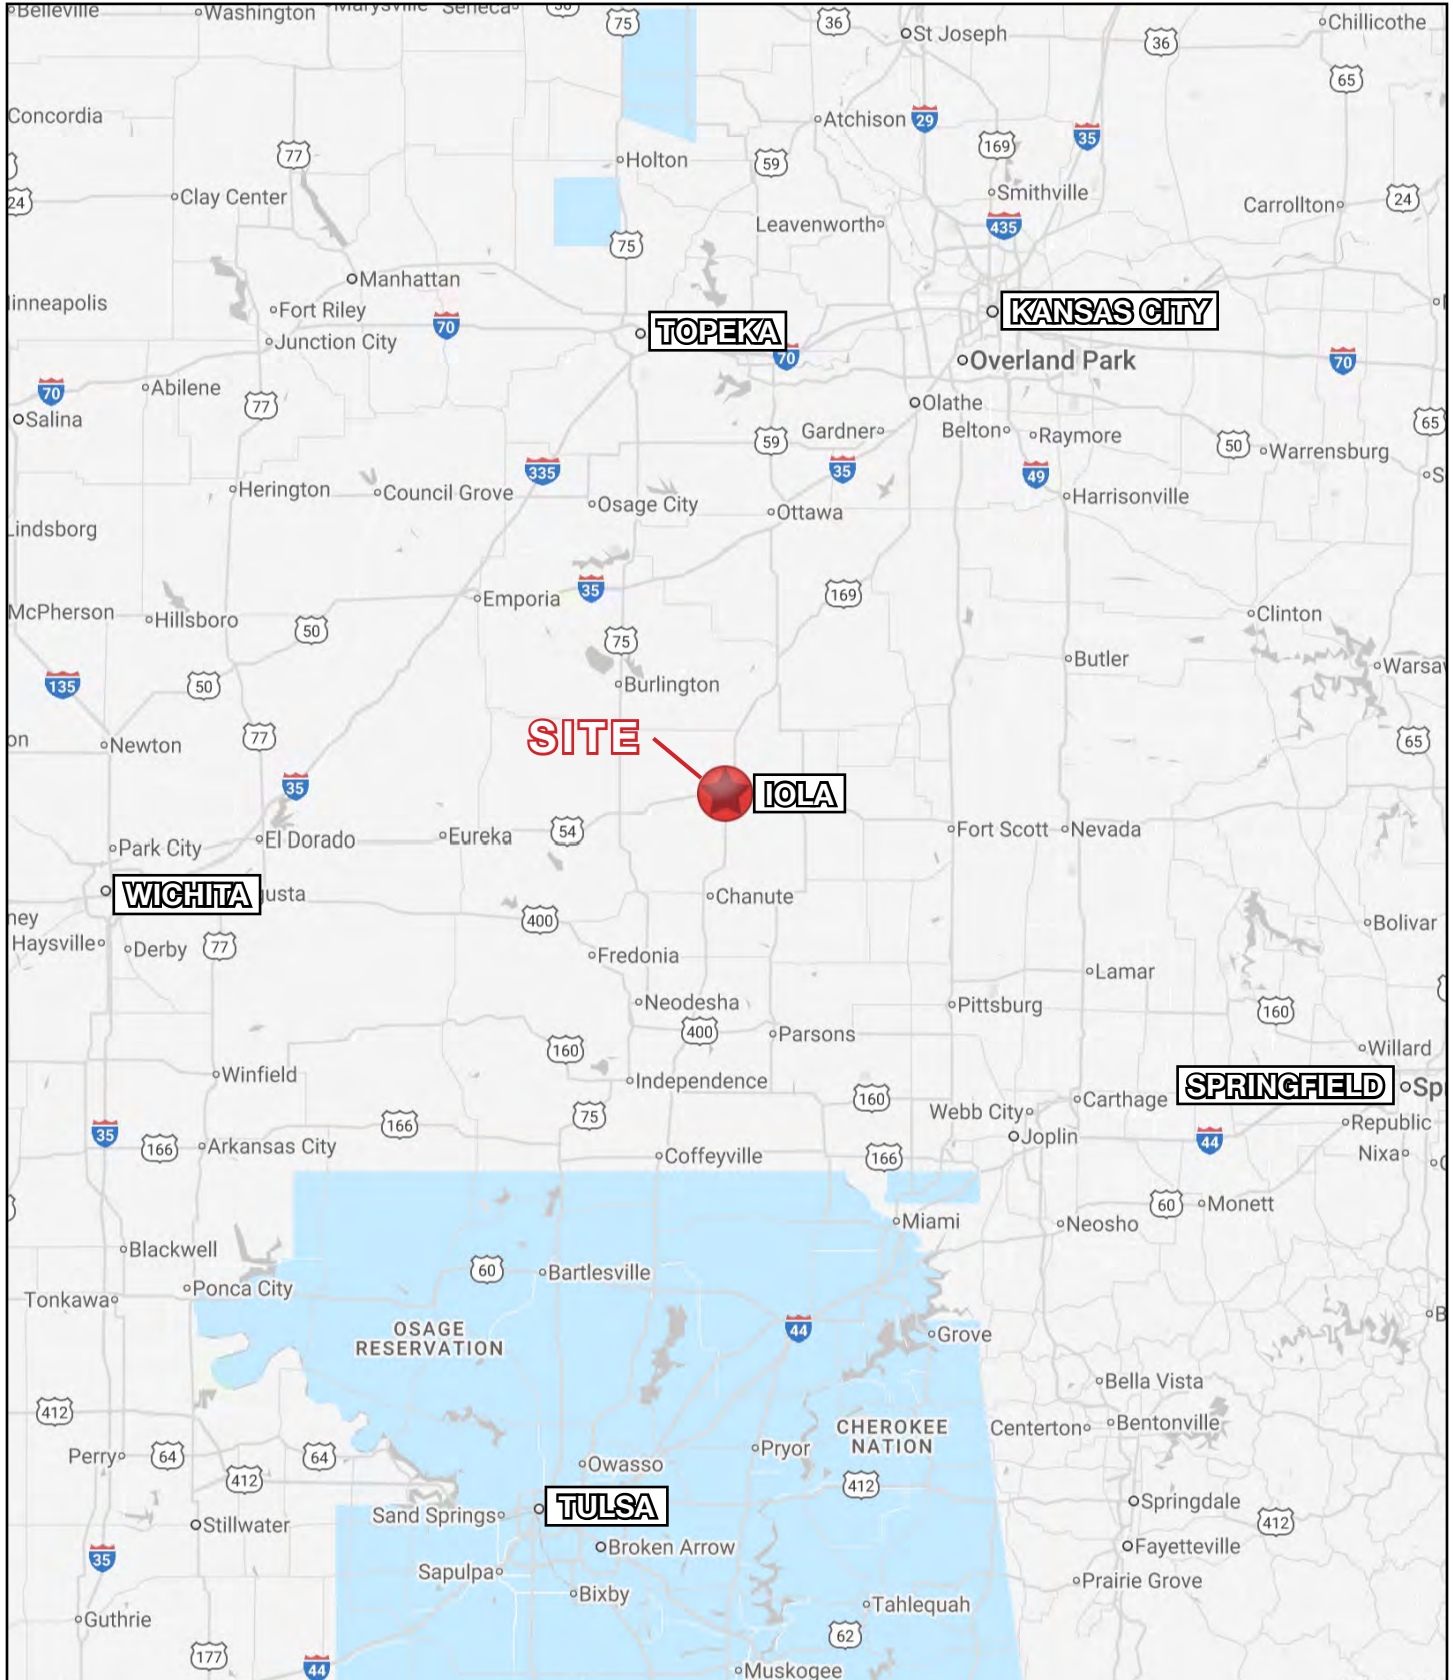 Belleville
Washington
Marysville
Seneca
36
75
36
St Joseph
36
Chillicothe
65
Concordia
Atchison
29
35
77
Holton
59
169
24
Clay Center
Smithville
Carrollton
24
Leavenworth
435
75
Manhattan
inneapolis
Fort Riley
70
TOPEKA
KANSAS CITY
Junction City
70
Overland Park
70
70
Abilene
77
Salina
Olathe
65
59
Gardner
Belton
Raymore
50
Warrensburg
335
35
49
S
Herington
Council Grove
Osage City
Harrisonville
Ottawa
indsborg
35
169
Emporia
McPherson
Hillsboro
50
75
Clinton
Butler
Warsaw
135
50
Burlington
on
Newton
77
SITE
65
35
IOLA
Park City
El Dorado
Eureka
54
Fort Scott
Nevada
WICHITA
gusta
Chanute
ney
400
Bolivar
Haysville
Derby
77
Fredonia
Lamar
Neodesha
Pittsburg
160
400
Parsons
160
Willard
Winfield
Independence
SPRINGFIELD
Sp
160
Carthage
Webb City
75
166
Republic
35
166
Arkansas City
Joplin
44
Coffeyville
166
Nixa
Miami
60
Monett
Neosho
Blackwell
60
Bartlesville
Ponca City
Tonkawa
OSAGE
RESERVATION
44
Grove
B
Bella Vista
412
CHEROKEE
NATION
Centerton
Bentonville
Perry
64
64
Pryor
412
Owasso
412
Sand Springs
TULSA
Springdale
Stillwater
412
35
Broken Arrow
Fayetteville
Sapulpa
Bixby
Prairie Grove
Guthrie
Tahlequah
62
177
44
Muskogee